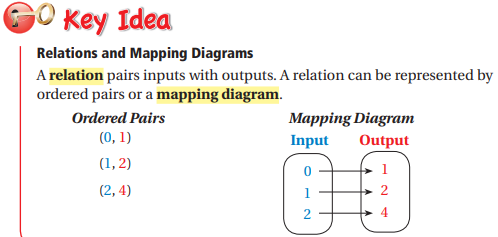 Key Idea
Relations and Mapping Diagrams
A relation pairs inputs with outputs. A relation can be represented by
ordered pairs or a mapping diagram.
Ordered Pairs
(0, 1)
(1, 2)
(2, 4)
Mapping Diagram
Input Output
0 1
1 2
2 4